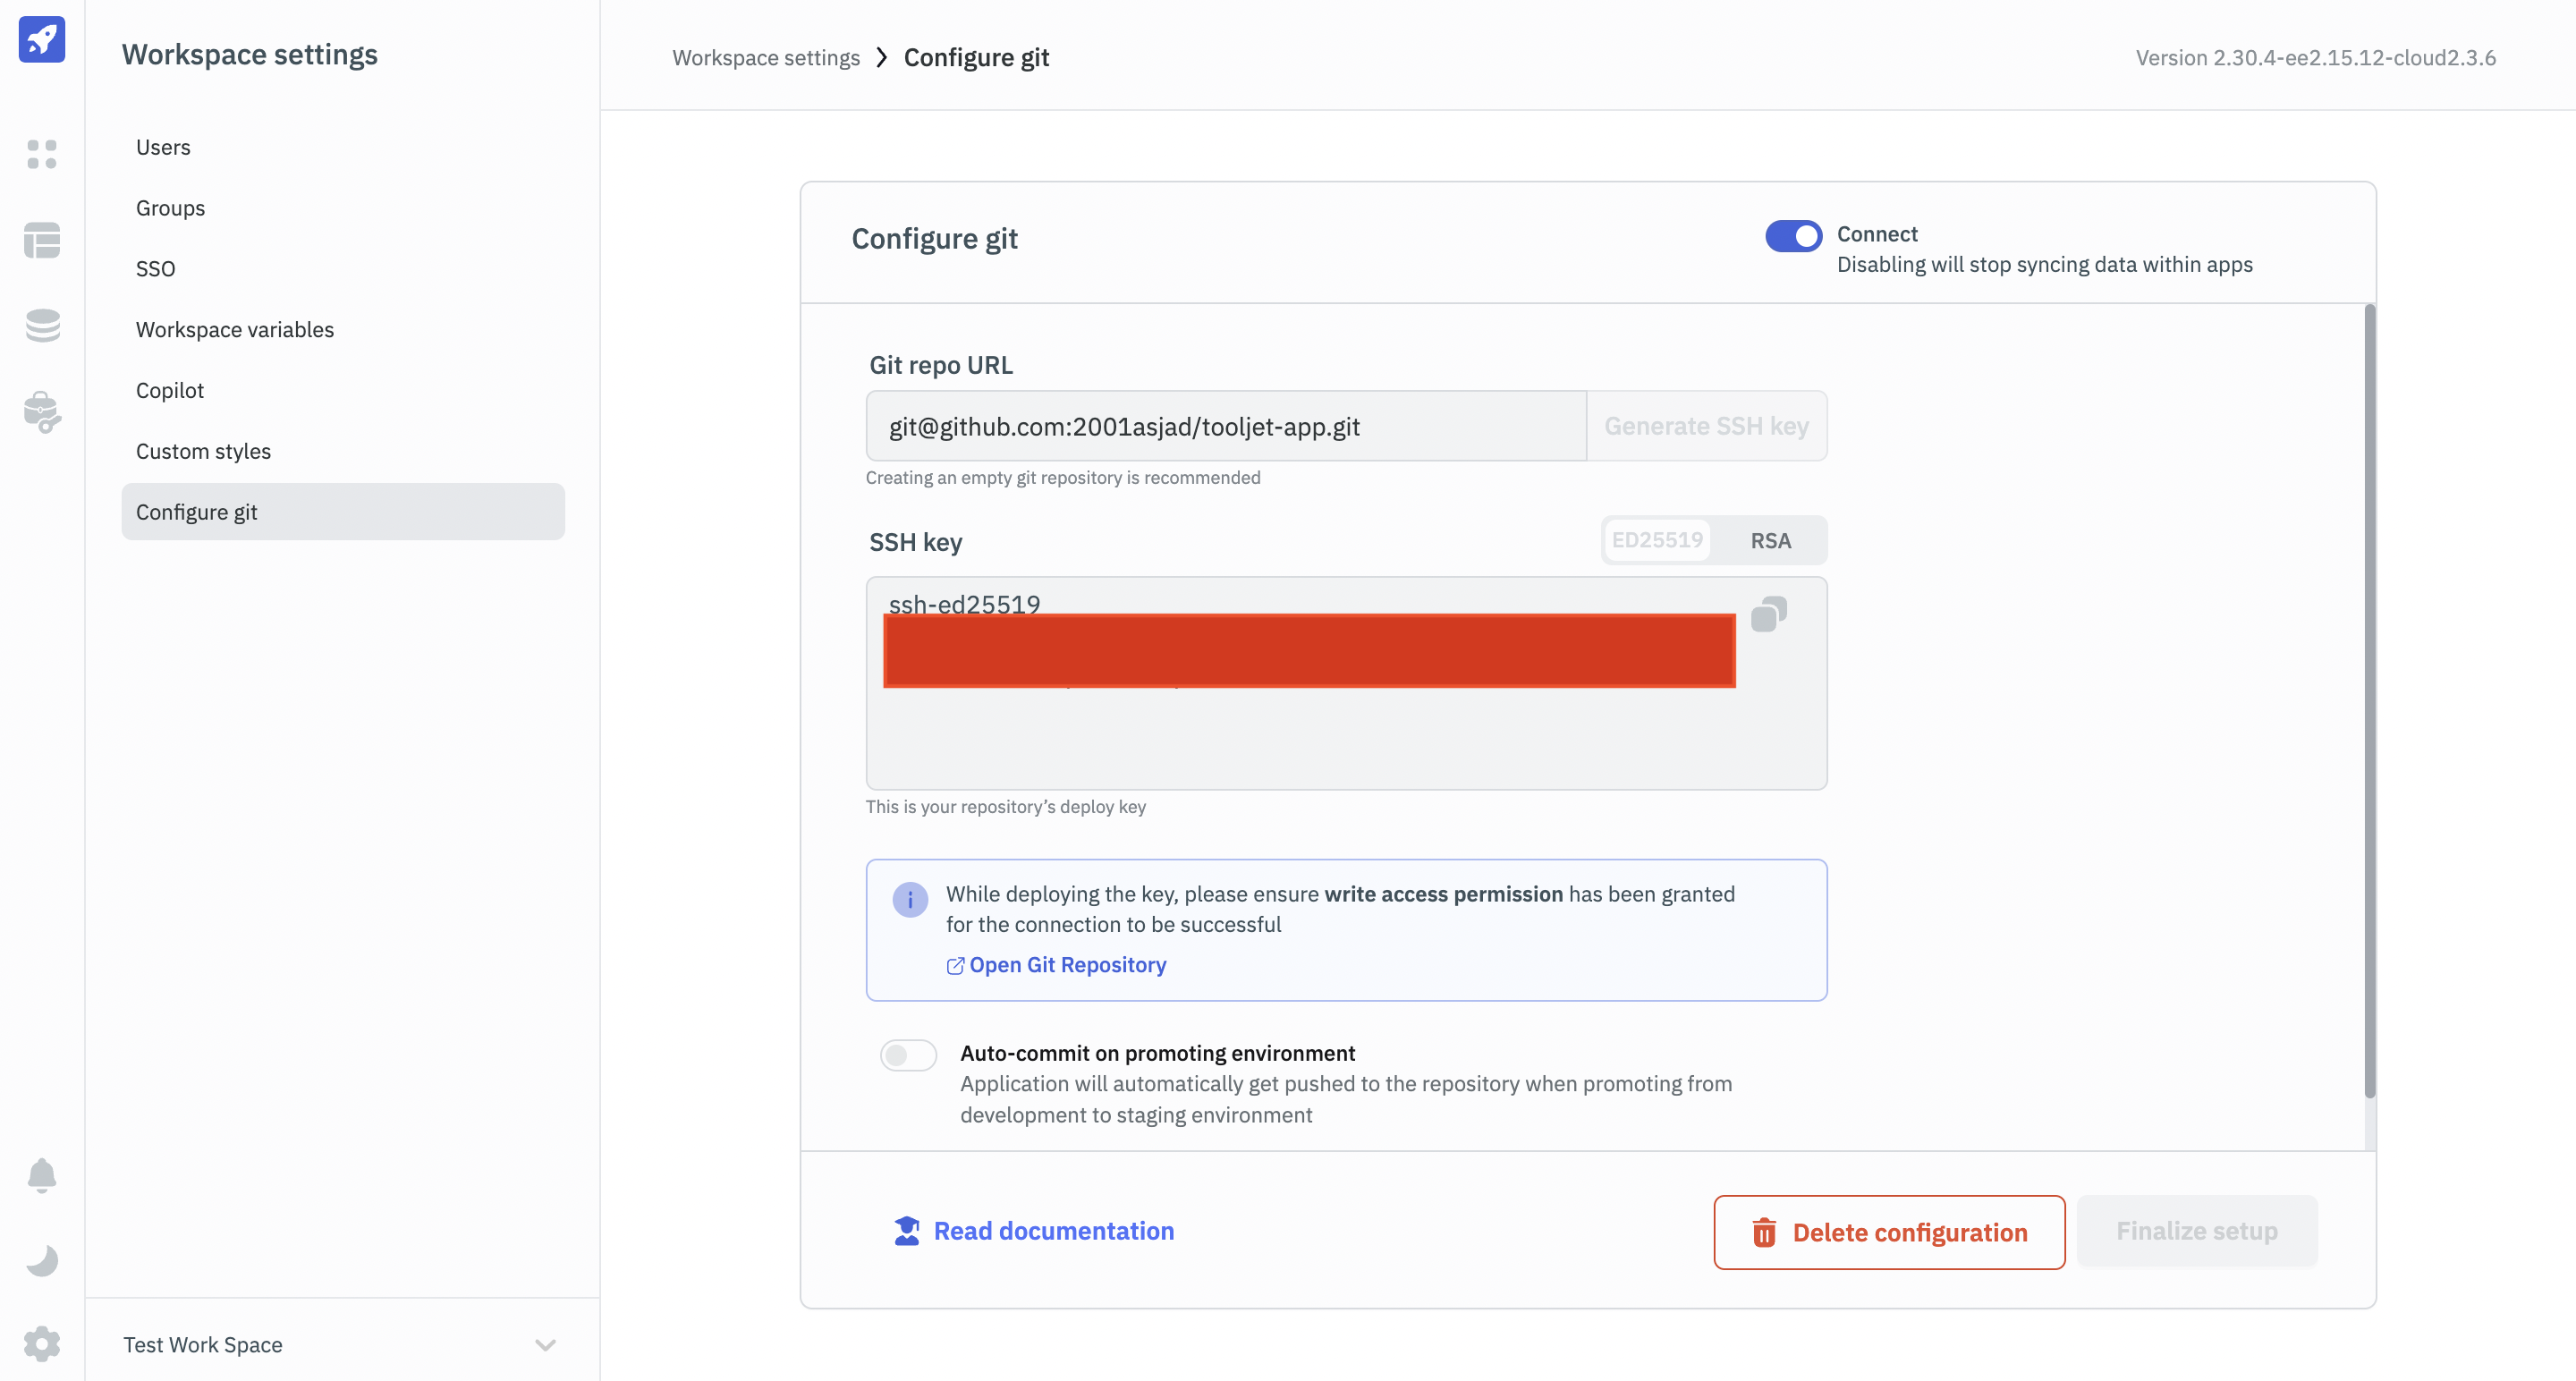 Workspace settings
Users
Groups
SSO
Workspace variables
Copilot
Custom styles
Configure git
Test Work Space
Workspace settings
Configure git
Version 2.30.4-ee2.15.12-cloud2.3.6
Configure git
Connect
Disabling will stop syncing data within apps
Git repo URL
git@github.com:2001asjad/tooljet-app.git
Generate SSH key
Creating an empty git repository is recommended
SSH key
ED25519
RSA
ssh-ed25519
This is your repository’s deploy key
While deploying the key, please ensure write access permission has been granted
for the connection to be successful
Open Git Repository
Auto-commit on promoting environment
Application will automatically get pushed to the repository when promoting from
development to staging environment
Read documentation
Delete configuration
Finalize setup